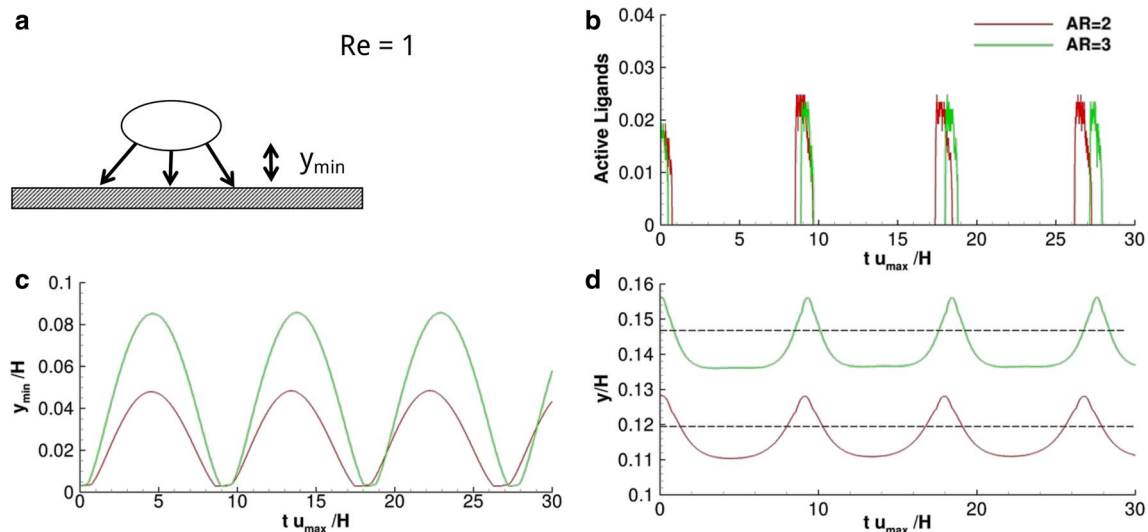 a
Re = 1
y_min
b
Active Ligands
0.04
0.03
0.02
0.01
0
AR=2
AR=3
0 5 10 15 20 25 30
t u_max /H
c
y_min /H
0.1
0.08
0.06
0.04
0.02
0
0 5 10 15 20 25 30
t u_max /H
d
y/H
0.16
0.15
0.14
0.13
0.12
0.11
0.1
0 5 10 15 20 25 30
t u_max /H